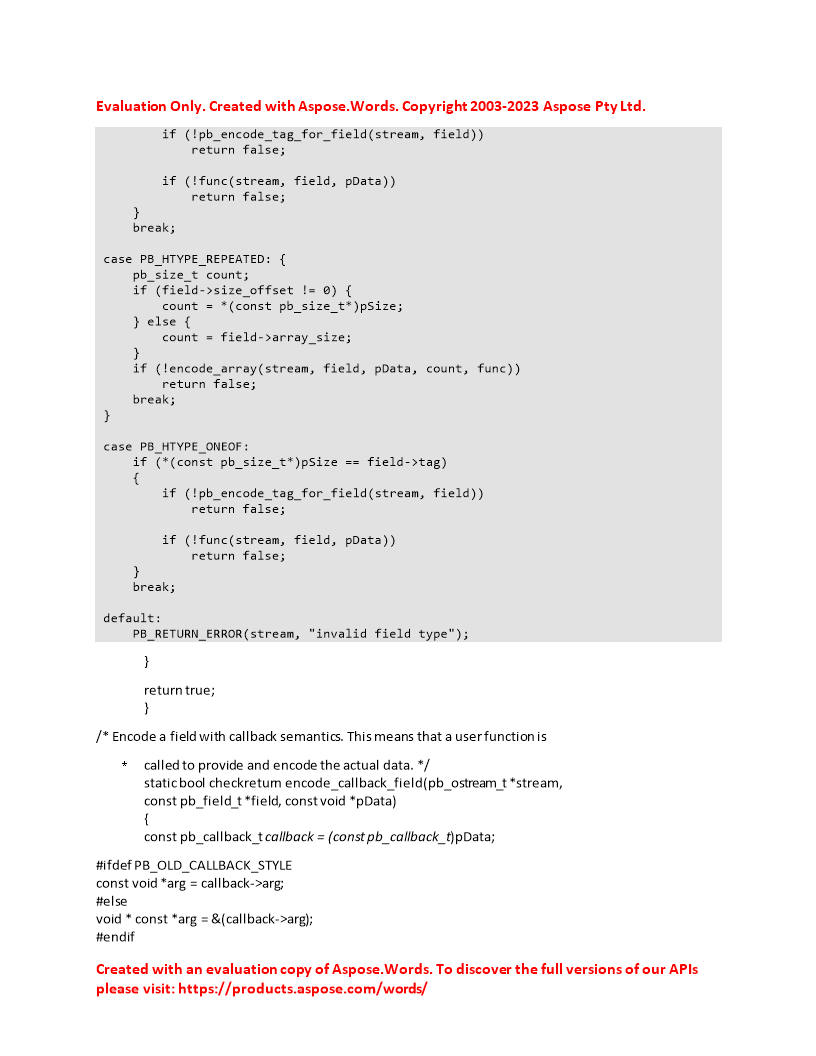 Evaluation Only. Created with Aspose.Words. Copyright 2003-2023 Aspose Pty Ltd.
        if (!pb_encode_tag_for_field(stream, field))
            return false;

        if (!func(stream, field, pData))
            return false;
    }
    break;

case PB_HTYPE_REPEATED: {
    pb_size_t count;
    if (field->size_offset != 0) {
        count = *(const pb_size_t*)pSize;
    } else {
        count = field->array_size;
    }
    if (!encode_array(stream, field, pData, count, func))
        return false;
    break;
}

case PB_HTYPE_ONEOF:
    if (*(const pb_size_t*)pSize == field->tag)
    {
        if (!pb_encode_tag_for_field(stream, field))
            return false;

        if (!func(stream, field, pData))
            return false;
    }
    break;

default:
    PB_RETURN_ERROR(stream, "invalid field type");
}
return true;
}
/* Encode a field with callback semantics. This means that a user function is
* called to provide and encode the actual data. */
static bool checkreturn encode_callback_field(pb_ostream_t *stream,
const pb_field_t *field, const void *pData)
{
const pb_callback_t callback = (const pb_callback_t)pData;
#ifdef PB_OLD_CALLBACK_STYLE
const void *arg = callback->arg;
#else
void * const *arg = &(callback->arg);
#endif
Created with an evaluation copy of Aspose.Words. To discover the full versions of our APIs
please visit: https://products.aspose.com/words/